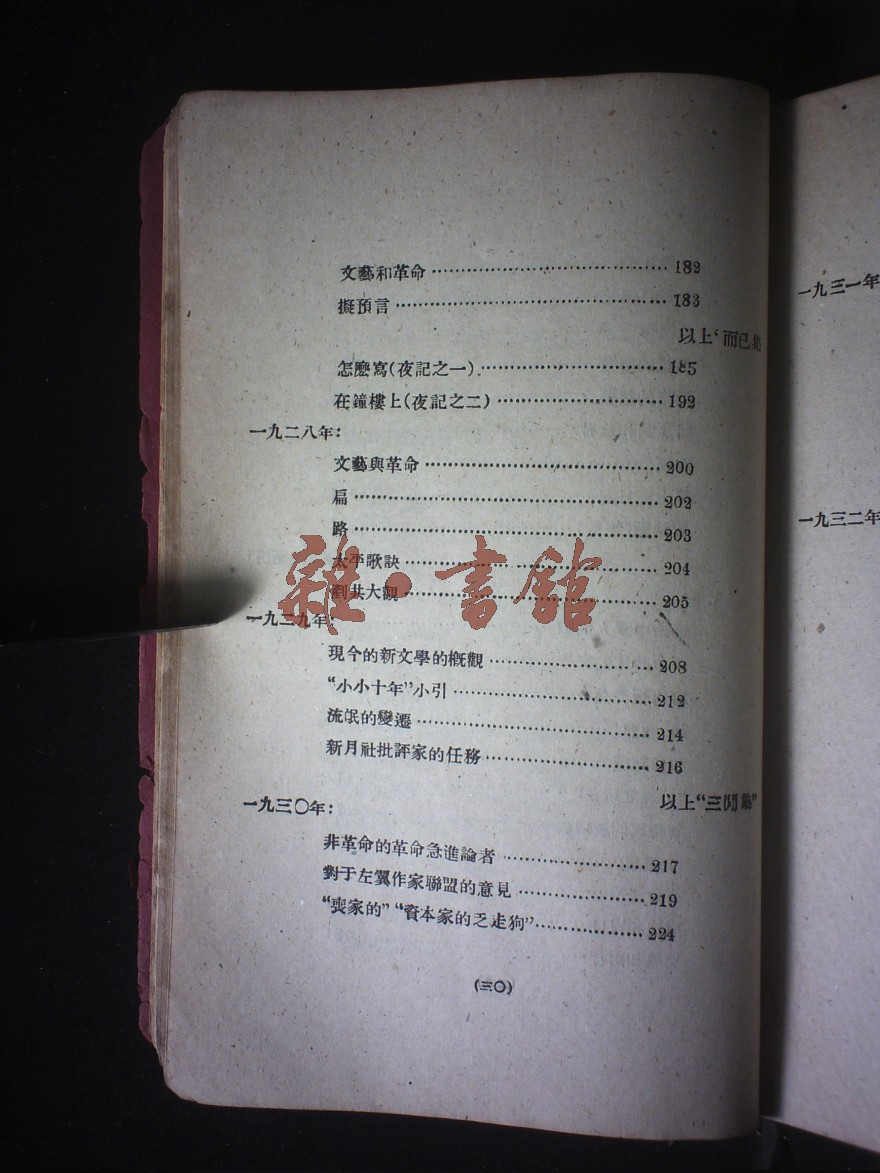 文藝和革命 182
擬預言 183
以上‘而已集
怎麽寫(夜記之一) 185
在鐘樓上(夜記之二) 192
一九二八年：
文藝與革命 200
扁 202
路 203
太平歌訣 204
剷共大觀 205
一九二九年：
現今的新文學的概觀 208
“小小十年”小引 212
流氓的變遷 214
新月社批評家的任務 216
以上“三閒集”
一九三〇年：
非革命的革命急進論者 217
對于左翼作家聯盟的意見 219
“喪家的”“資本家的乏走狗” 224
(三〇)
一九三一年
一九三二年
雜·書館